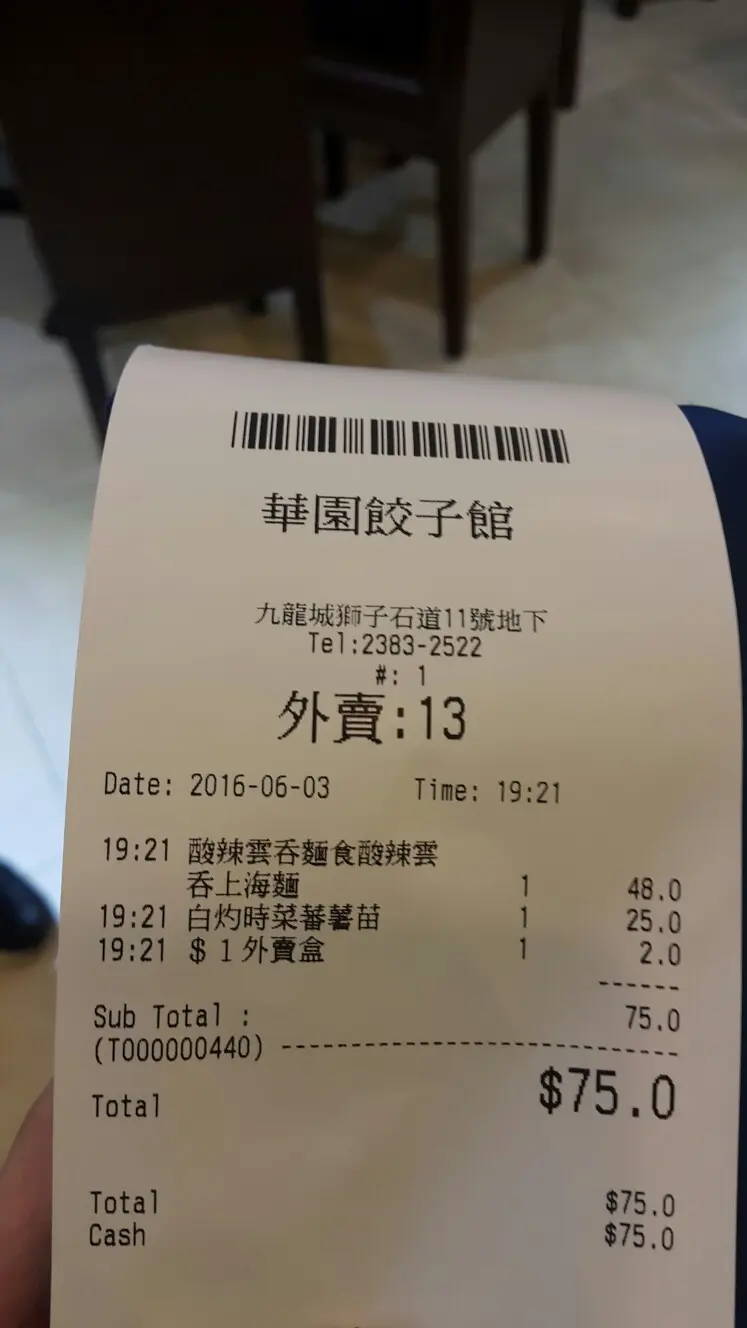 華園餃子館
九龍城獅子石道11號地下
Tel:2383-2522
#: 1
外賣:13
Date: 2016-06-03 Time: 19:21
19:21 酸辣雲吞麵食酸辣雲
吞上海麵 1 48.0
19:21 白灼時菜蕃薯苗 1 25.0
19:21 $ 1外賣盒 1 2.0
------
Sub Total : 75.0
(T000000440) ------------------------------
Total $75.0
Total $75.0
Cash $75.0